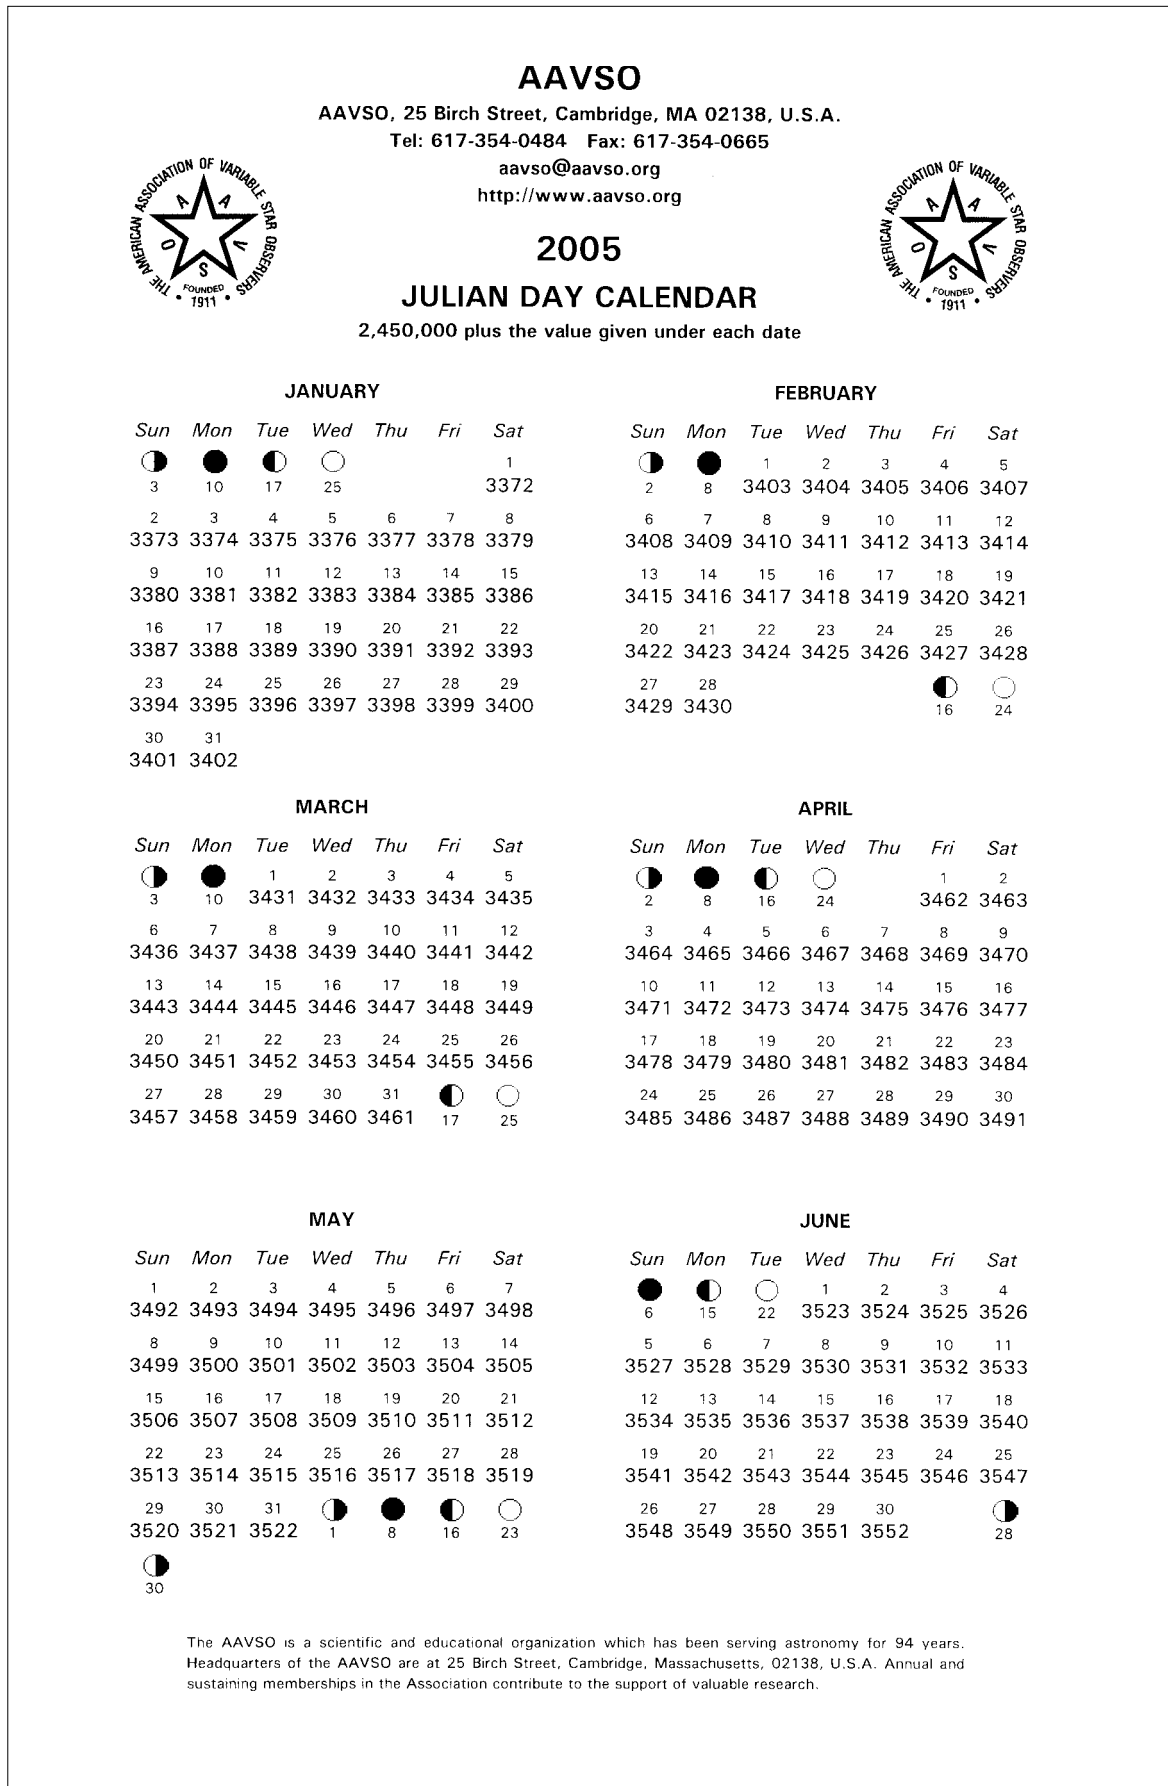 AAVSO
AAVSO, 25 Birch Street, Cambridge, MA 02138, U.S.A.
Tel: 617-354-0484 Fax: 617-354-0665
aavso@aavso.org
http://www.aavso.org
THE AMERICAN ASSOCIATION OF VARIABLE STAR OBSERVERS
A A V S O
FOUNDED
• 1911 •
THE AMERICAN ASSOCIATION OF VARIABLE STAR OBSERVERS
A A V S O
FOUNDED
• 1911 •
2005
JULIAN DAY CALENDAR
2,450,000 plus the value given under each date
JANUARY
Sun Mon Tue Wed Thu Fri Sat
1
3 10 17 25 3372
2 3 4 5 6 7 8
3373 3374 3375 3376 3377 3378 3379
9 10 11 12 13 14 15
3380 3381 3382 3383 3384 3385 3386
16 17 18 19 20 21 22
3387 3388 3389 3390 3391 3392 3393
23 24 25 26 27 28 29
3394 3395 3396 3397 3398 3399 3400
30 31
3401 3402
FEBRUARY
Sun Mon Tue Wed Thu Fri Sat
1 2 3 4 5
2 8 3403 3404 3405 3406 3407
6 7 8 9 10 11 12
3408 3409 3410 3411 3412 3413 3414
13 14 15 16 17 18 19
3415 3416 3417 3418 3419 3420 3421
20 21 22 23 24 25 26
3422 3423 3424 3425 3426 3427 3428
27 28
3429 3430 16 24
MARCH
Sun Mon Tue Wed Thu Fri Sat
1 2 3 4 5
3 10 3431 3432 3433 3434 3435
6 7 8 9 10 11 12
3436 3437 3438 3439 3440 3441 3442
13 14 15 16 17 18 19
3443 3444 3445 3446 3447 3448 3449
20 21 22 23 24 25 26
3450 3451 3452 3453 3454 3455 3456
27 28 29 30 31
3457 3458 3459 3460 3461 17 25
APRIL
Sun Mon Tue Wed Thu Fri Sat
1 2
2 8 16 24 3462 3463
3 4 5 6 7 8 9
3464 3465 3466 3467 3468 3469 3470
10 11 12 13 14 15 16
3471 3472 3473 3474 3475 3476 3477
17 18 19 20 21 22 23
3478 3479 3480 3481 3482 3483 3484
24 25 26 27 28 29 30
3485 3486 3487 3488 3489 3490 3491
MAY
Sun Mon Tue Wed Thu Fri Sat
1 2 3 4 5 6 7
3492 3493 3494 3495 3496 3497 3498
8 9 10 11 12 13 14
3499 3500 3501 3502 3503 3504 3505
15 16 17 18 19 20 21
3506 3507 3508 3509 3510 3511 3512
22 23 24 25 26 27 28
3513 3514 3515 3516 3517 3518 3519
29 30 31
3520 3521 3522 1 8 16 23
30
JUNE
Sun Mon Tue Wed Thu Fri Sat
1 2 3 4
6 15 22 3523 3524 3525 3526
5 6 7 8 9 10 11
3527 3528 3529 3530 3531 3532 3533
12 13 14 15 16 17 18
3534 3535 3536 3537 3538 3539 3540
19 20 21 22 23 24 25
3541 3542 3543 3544 3545 3546 3547
26 27 28 29 30
3548 3549 3550 3551 3552 28
The AAVSO is a scientific and educational organization which has been serving astronomy for 94 years.
Headquarters of the AAVSO are at 25 Birch Street, Cambridge, Massachusetts, 02138, U.S.A. Annual and
sustaining memberships in the Association contribute to the support of valuable research.